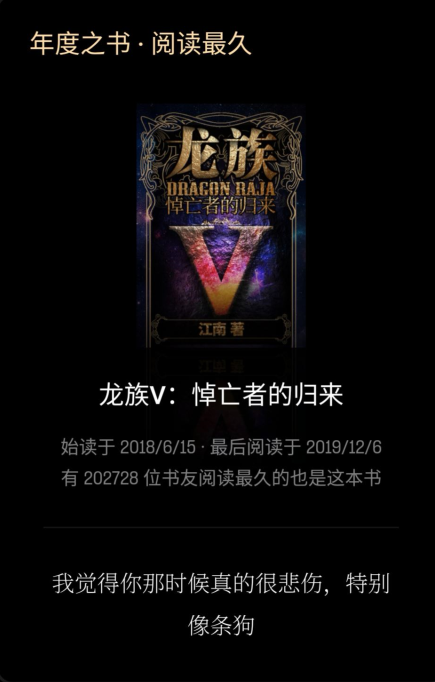 年度之书 · 阅读最久
龙族
DRAGON RAJA
悼亡者的归来
V
江南 著
龙族V：悼亡者的归来
始读于 2018/6/15 · 最后阅读于 2019/12/6
有 202728 位书友阅读最久的也是这本书
我觉得你那时候真的很悲伤，特别
像条狗